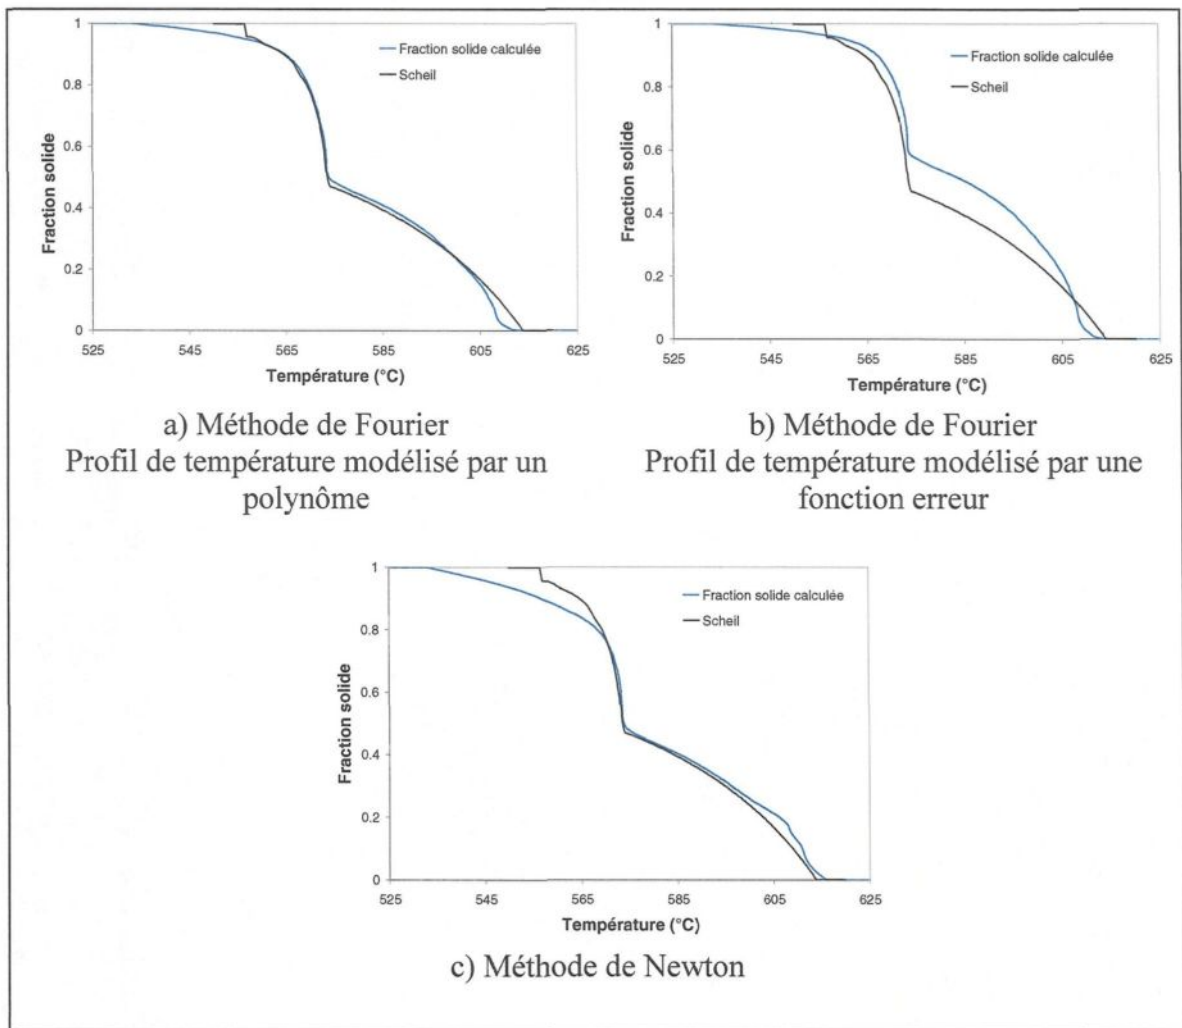 1
0.8
0.6
0.4
0.2
0
Fraction solide
Fraction solide calculée
Scheil
525
545
565
585
605
625
Température (°C)
a) Méthode de Fourier
Profil de température modélisé par un
polynôme
1
0.8
0.6
0.4
0.2
0
Fraction solide
Fraction solide calculée
Scheil
525
545
565
585
605
625
Température (°C)
b) Méthode de Fourier
Profil de température modélisé par une
fonction erreur
1
0.8
0.6
0.4
0.2
0
Fraction solide
Fraction solide calculée
Scheil
525
545
565
585
605
625
Température (°C)
c) Méthode de Newton